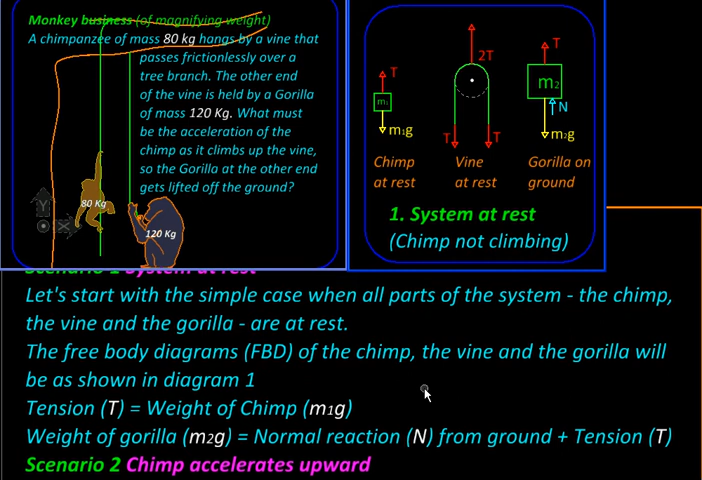 Monkey business (of magnifying weight)
A chimpanzee of mass 80 kg hangs by a vine that
passes frictionlessly over a
tree branch. The other end
of the vine is held by a Gorilla
of mass 120 Kg. What must
be the acceleration of the
chimp as it climbs up the vine,
so the Gorilla at the other end
gets lifted off the ground?
80 Kg
120 Kg
Y
X
T
m1
m1g
Chimp
at rest
2T
T T
Vine
at rest
T
m2
N
m2g
Gorilla on
ground
1. System at rest
(Chimp not climbing)
Scenario 1 System at rest
Let's start with the simple case when all parts of the system - the chimp,
the vine and the gorilla - are at rest.
The free body diagrams (FBD) of the chimp, the vine and the gorilla will
be as shown in diagram 1
Tension (T) = Weight of Chimp (m1g)
Weight of gorilla (m2g) = Normal reaction (N) from ground + Tension (T)
Scenario 2 Chimp accelerates upward